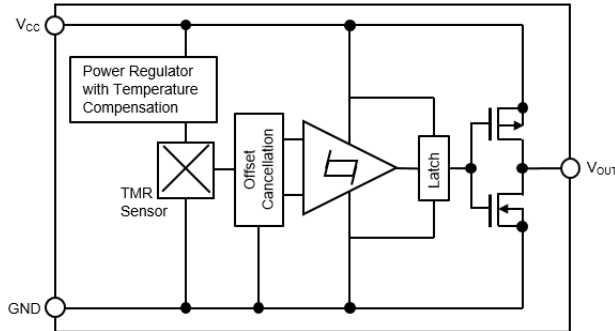 VCC
Power Regulator
with Temperature
Compensation
TMR
Sensor
Offset
Cancellation
Latch
VOUT
GND